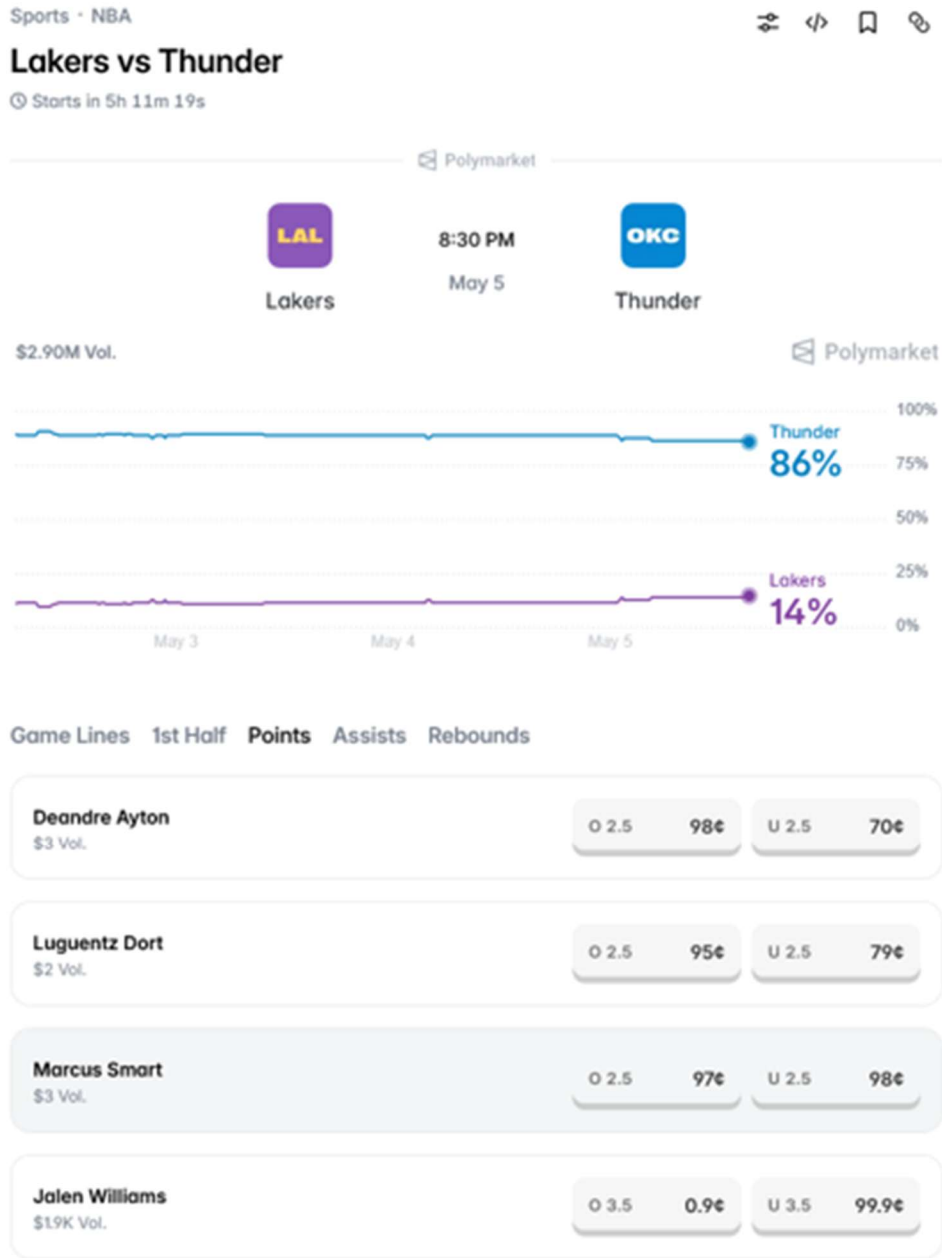 Sports · NBA
Lakers vs Thunder
Starts in 5h 11m 19s
Polymarket
LAL
8:30 PM
OKC
May 5
Lakers
Thunder
$2.90M Vol.
Polymarket
100%
Thunder
86%
75%
50%
25%
Lakers
14%
0%
May 3 May 4 May 5
Game Lines 1st Half Points Assists Rebounds
Deandre Ayton
$3 Vol.
O 2.5 98¢ U 2.5 70¢
Luguentz Dort
$2 Vol.
O 2.5 95¢ U 2.5 79¢
Marcus Smart
$3 Vol.
O 2.5 97¢ U 2.5 98¢
Jalen Williams
$1.9K Vol.
O 3.5 0.9¢ U 3.5 99.9¢